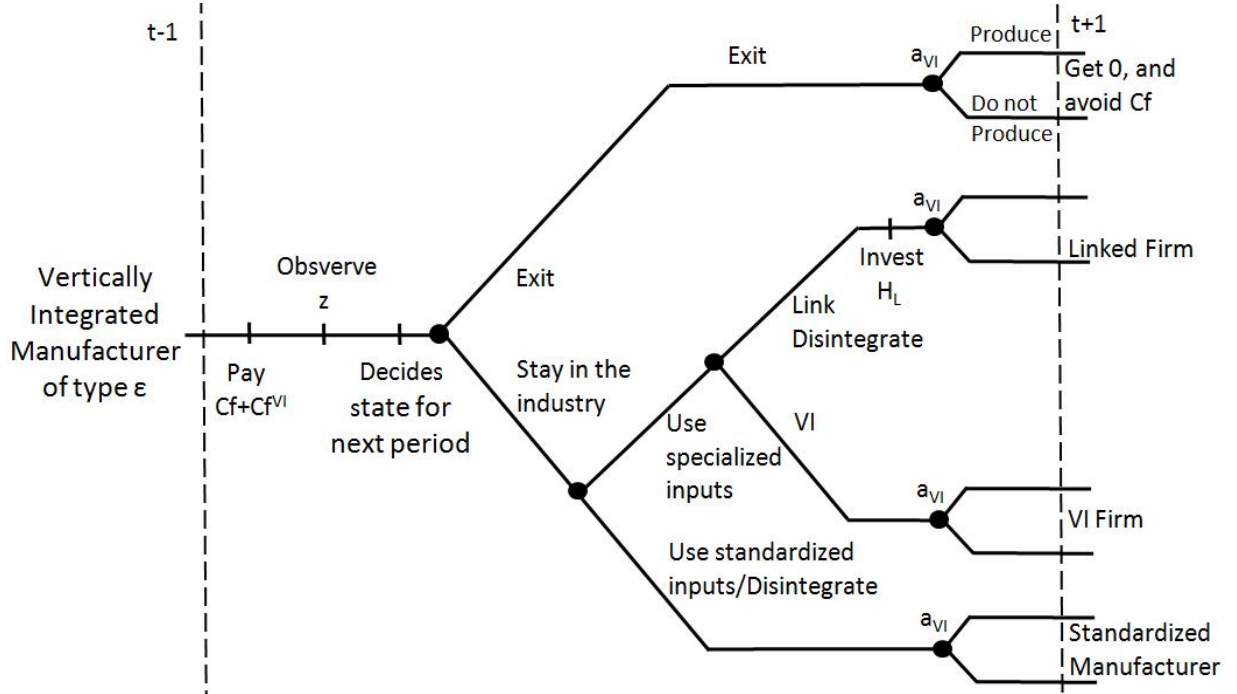 t-1
t+1
Exit
a_VI
Produce
Get 0, and
avoid Cf
Do not
Produce
a_VI
Linked Firm
Invest
H_L
Obsverve
z
Exit
Vertically
Integrated
Manufacturer
of type ε
Link
Disintegrate
Pay
Cf+Cf^VI
Decides
state for
next period
Stay in the
industry
Use
specialized
inputs
VI
a_VI
VI Firm
Use standardized
inputs/Disintegrate
a_VI
Standardized
Manufacturer